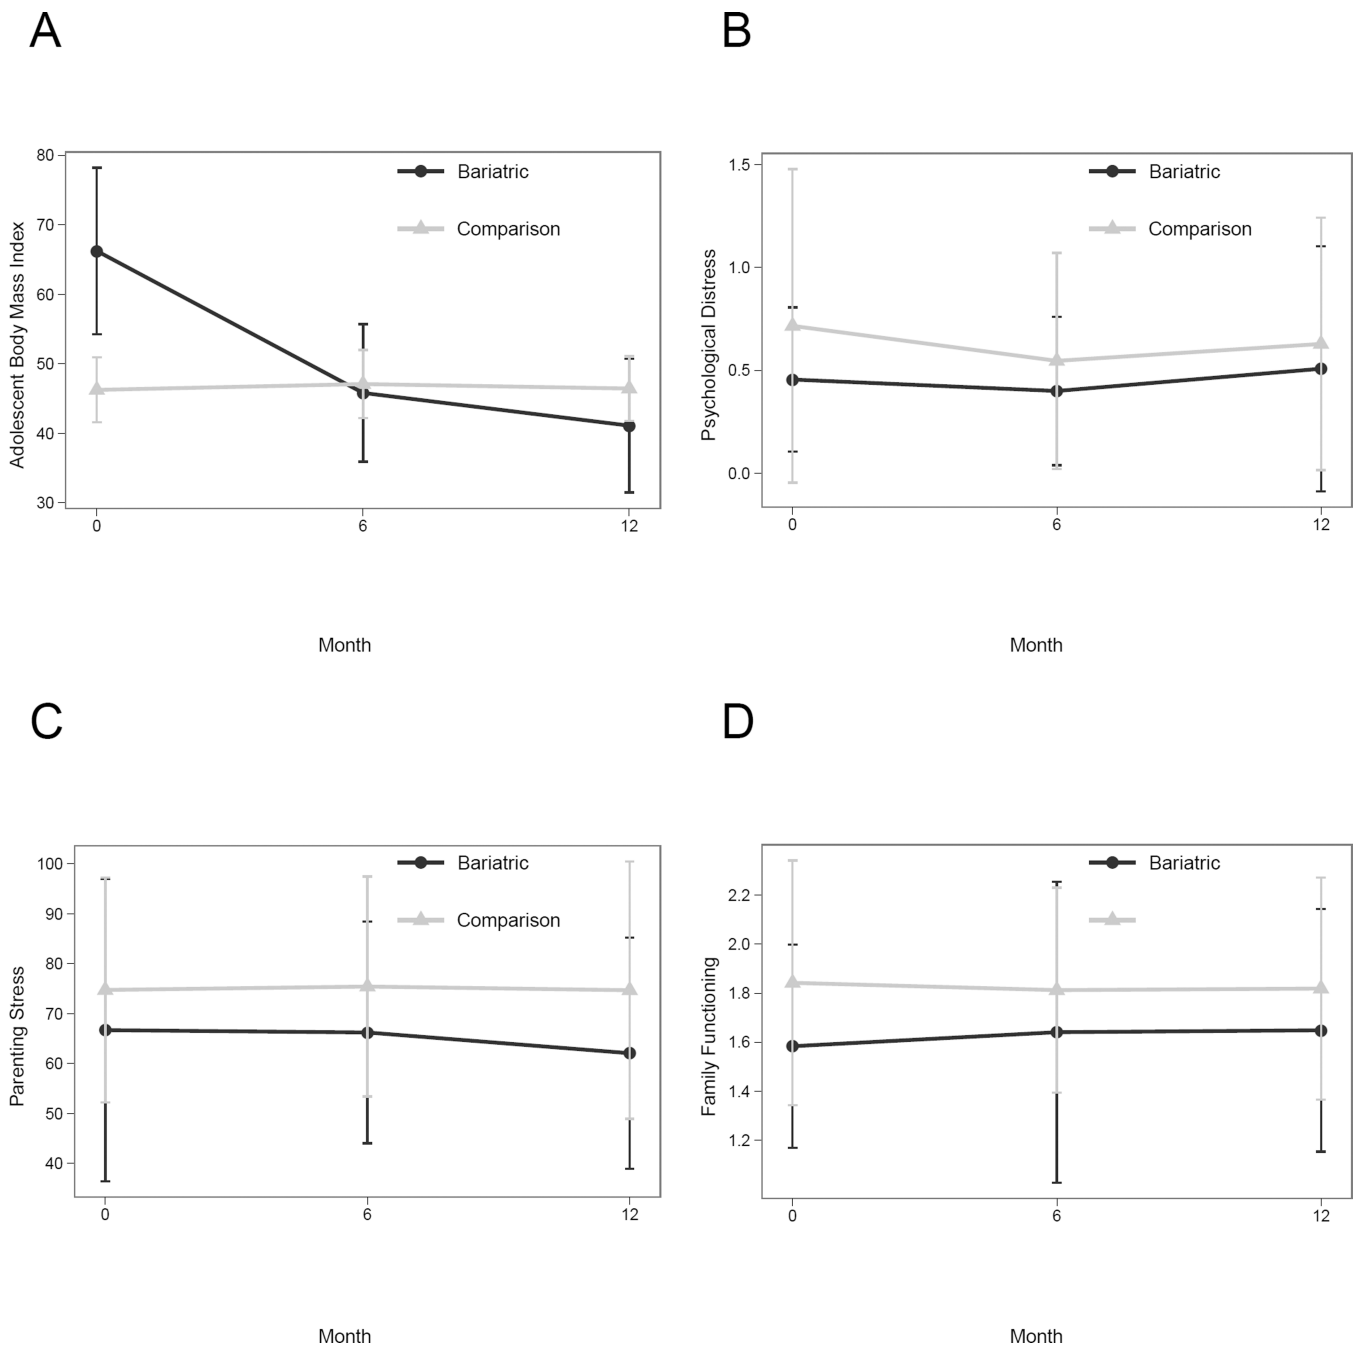 A
B
80
70
60
50
40
30
Adolescent Body Mass Index
Bariatric
Comparison
0
6
12
Month
1.5
1.0
0.5
0.0
Psychological Distress
Bariatric
Comparison
0
6
12
Month
C
D
100
90
80
70
60
50
40
Parenting Stress
Bariatric
Comparison
0
6
12
Month
2.2
2.0
1.8
1.6
1.4
1.2
Family Functioning
Bariatric
0
6
12
Month